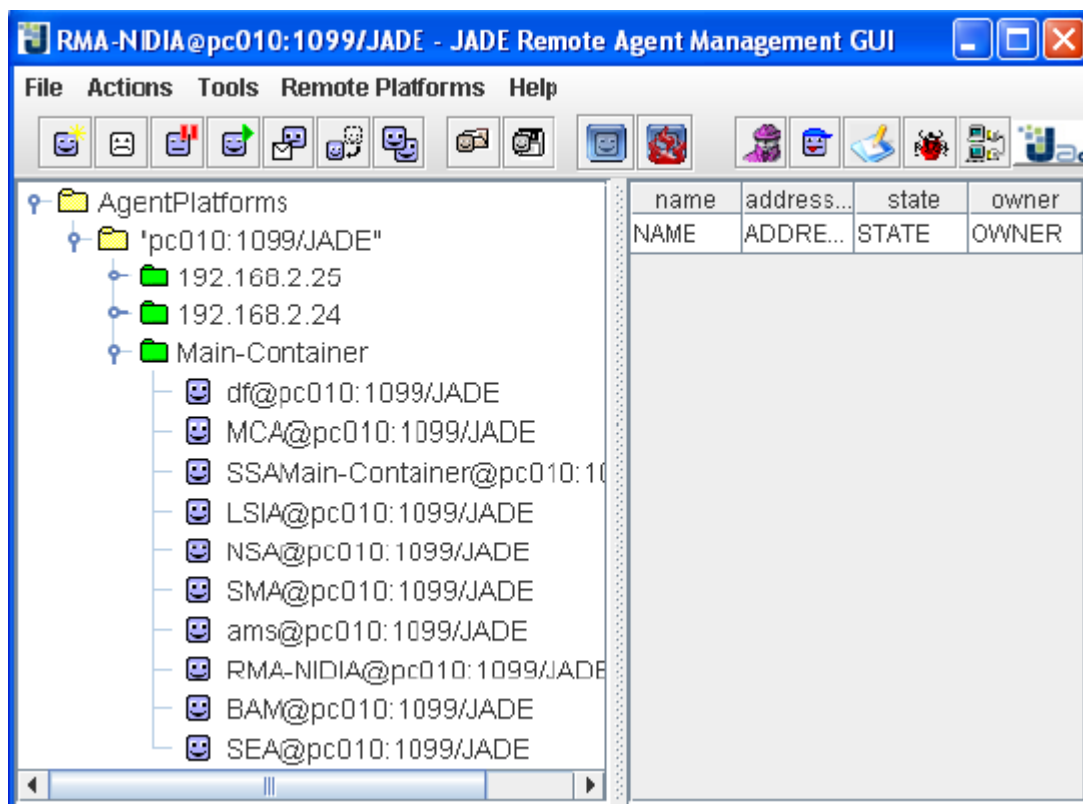 RMA-NIDIA@pc010:1099/JADE - JADE Remote Agent Management GUI
File Actions Tools Remote Platforms Help
AgentPlatforms
"pc010:1099/JADE"
192.168.2.25
192.168.2.24
Main-Container
df@pc010:1099/JADE
MCA@pc010:1099/JADE
SSAMain-Container@pc010:10
LSIA@pc010:1099/JADE
NSA@pc010:1099/JADE
SMA@pc010:1099/JADE
ams@pc010:1099/JADE
RMA-NIDIA@pc010:1099/JADE
BAM@pc010:1099/JADE
SEA@pc010:1099/JADE
name address... state owner
NAME ADDRE... STATE OWNER